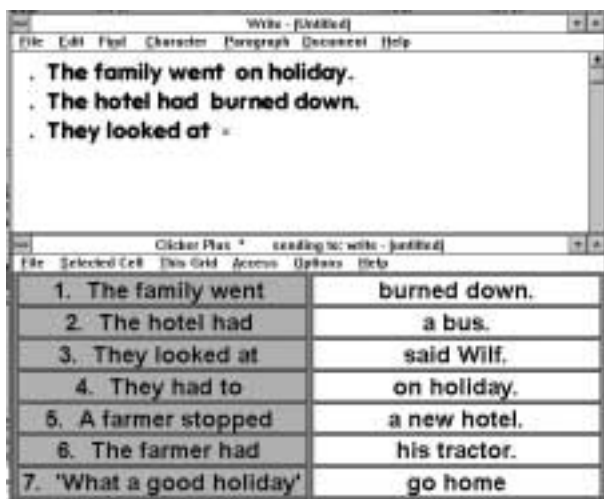 Write - [Untitled]
File Edit Find Character Paragraph Document Help
. The family went on holiday.
. The hotel had burned down.
. They looked at
Clicker Plus * sending to: write - [untitled]
File Selected Cell This Grid Access Options Help
1. The family went burned down.
2. The hotel had a bus.
3. They looked at said Wilf.
4. They had to on holiday.
5. A farmer stopped a new hotel.
6. The farmer had his tractor.
7. 'What a good holiday' go home